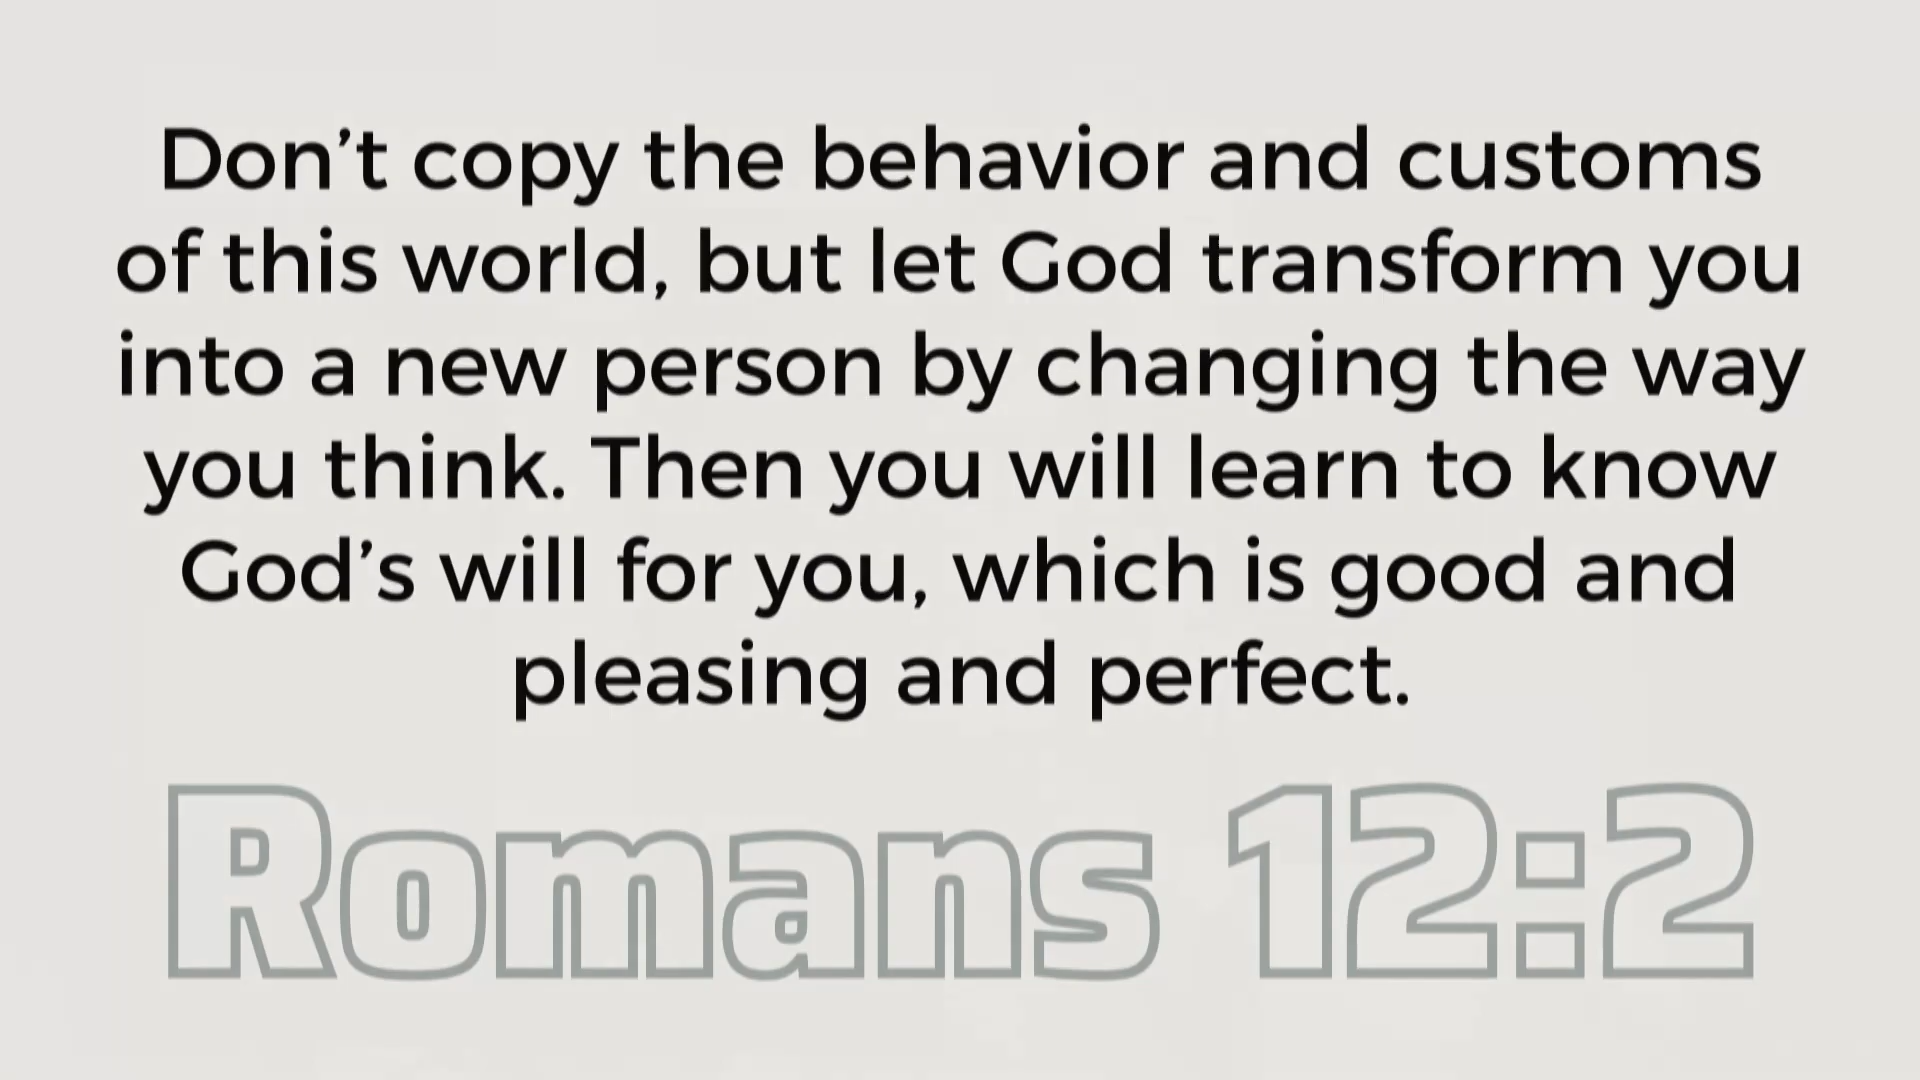 Don’t copy the behavior and customs
of this world, but let God transform you
into a new person by changing the way
you think. Then you will learn to know
God’s will for you, which is good and
pleasing and perfect.
Romans 12:2